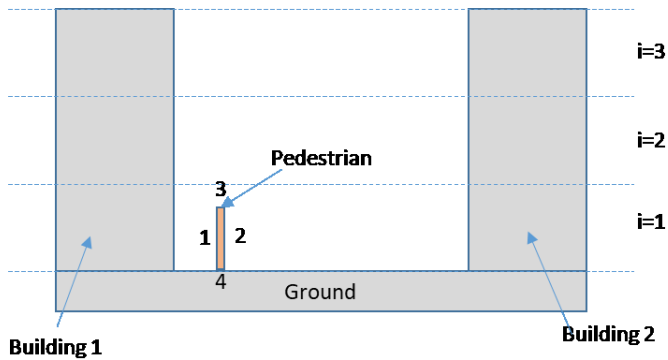 i=3
i=2
Pedestrian
3
i=1
1
2
4
Ground
Building 1
Building 2